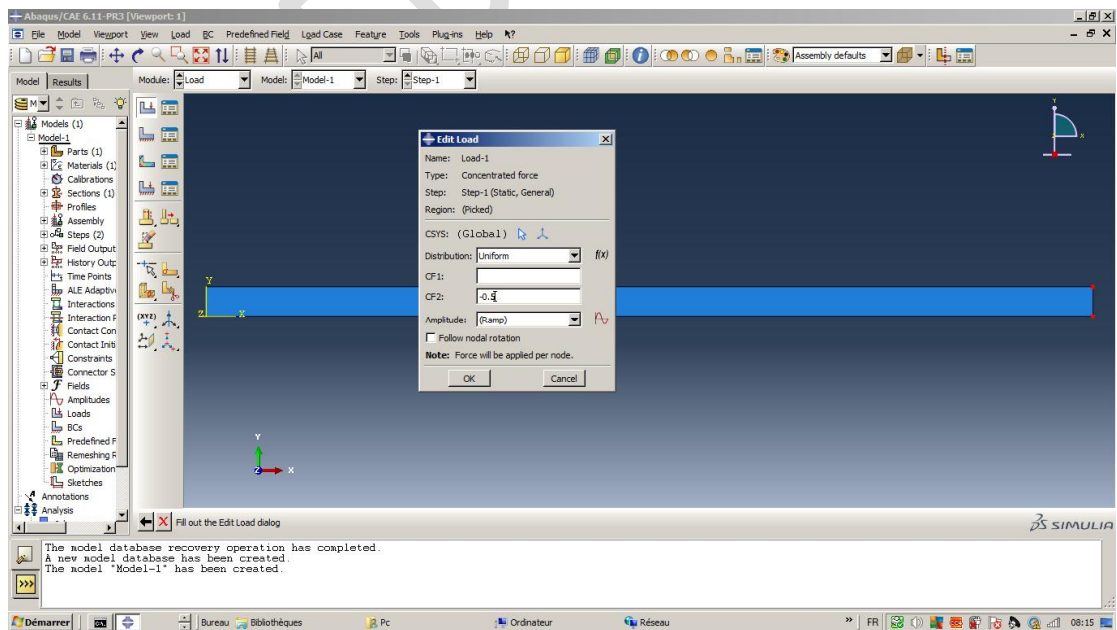 Abaqus/CAE 6.11-PR3 [Viewport: 1]
File Model Viewport View Load BC Predefined Field Load Case Feature Tools Plug-ins Help
All
Assembly defaults
Model Results
Module: Load Model: Model-1 Step: Step-1
Models (1)
Model-1
Parts (1)
Materials (1)
Calibrations
Sections (1)
Profiles
Assembly
Steps (2)
Field Output
History Outp
Time Points
ALE Adaptiv
Interactions
Interaction P
Contact Con
Contact Initi
Constraints
Connector S
Fields
Amplitudes
Loads
BCs
Predefined F
Remeshing R
Optimization
Sketches
Annotations
Analysis
(XYZ)
Edit Load
Name: Load-1
Type: Concentrated force
Step: Step-1 (Static, General)
Region: (Picked)
CSYS: (Global)
Distribution: Uniform f(x)
CF1:
CF2: -0.5
Amplitude: (Ramp)
Follow nodal rotation
Note: Force will be applied per node.
OK Cancel
Y
Z X
Y
Z X
Y
X
Fill out the Edit Load dialog
SIMULIA
The model database recovery operation has completed.
A new model database has been created.
The model "Model-1" has been created.
>>>
Démarrer Bureau Bibliothèques Pc Ordinateur Réseau » FR 08:15